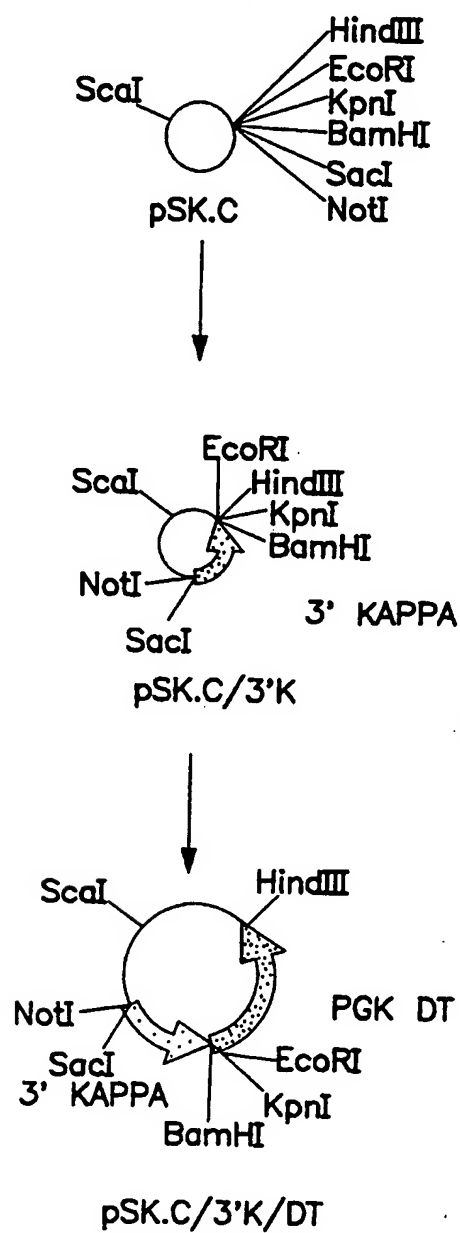 HindIII
EcoRI
ScaI
KpnI
BamHI
SacI
NotI
pSK.C
EcoRI
ScaI
HindIII
KpnI
BamHI
NotI
3' KAPPA
SacI
pSK.C/3'K
HindIII
ScaI
PGK DT
NotI
EcoRI
SacI
3' KAPPA
KpnI
BamHI
pSK.C/3'K/DT